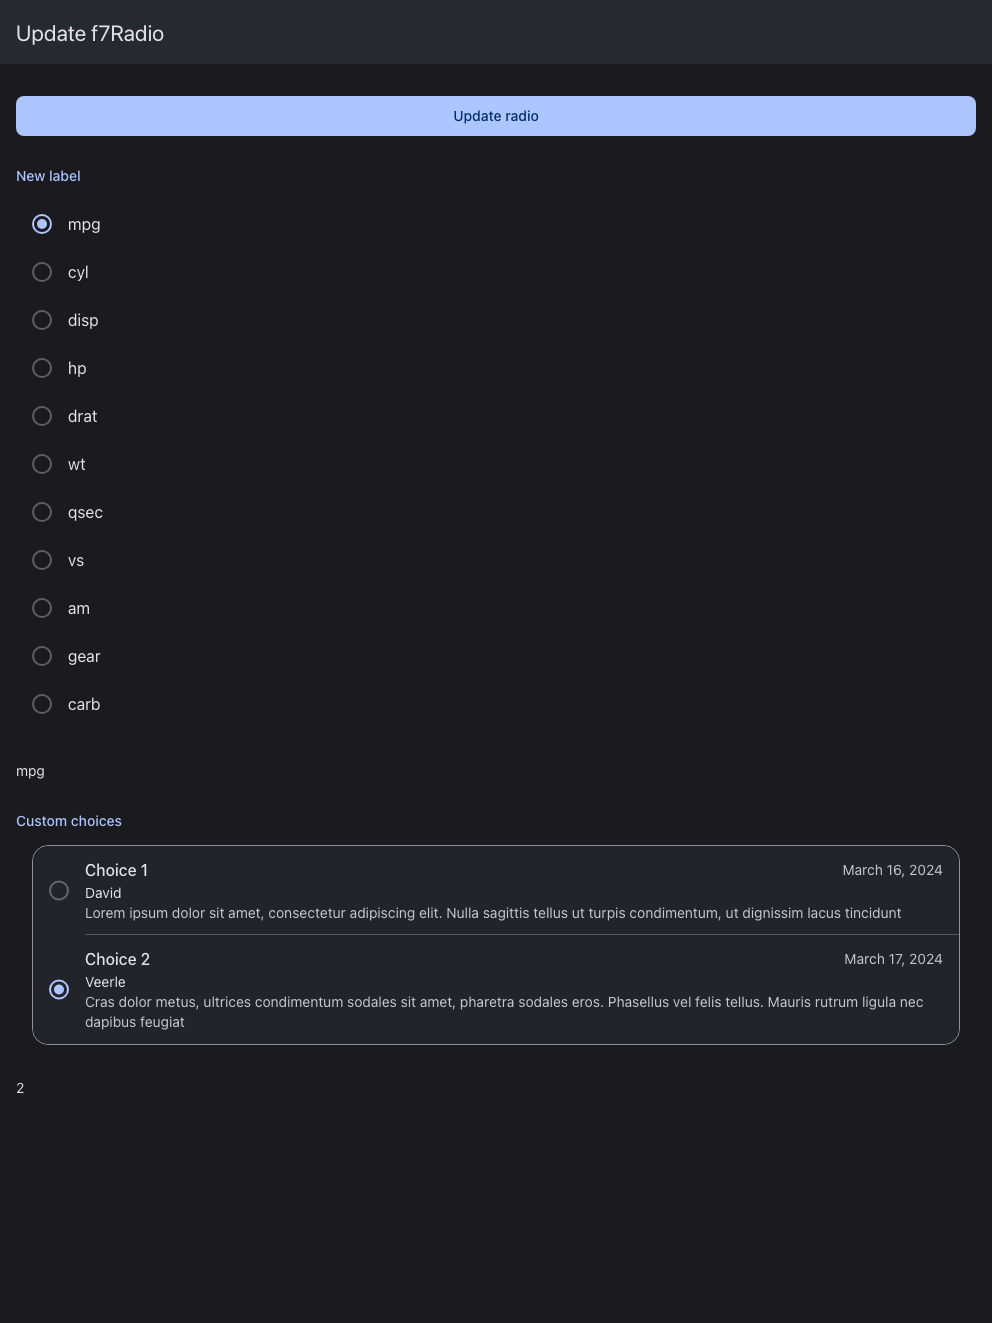 Update f7Radio
Update radio
New label
mpg
cyl
disp
hp
drat
wt
qsec
vs
am
gear
carb
mpg
Custom choices
Choice 1
March 16, 2024
David
Lorem ipsum dolor sit amet, consectetur adipiscing elit. Nulla sagittis tellus ut turpis condimentum, ut dignissim lacus tincidunt
Choice 2
March 17, 2024
Veerle
Cras dolor metus, ultrices condimentum sodales sit amet, pharetra sodales eros. Phasellus vel felis tellus. Mauris rutrum ligula nec
dapibus feugiat
2